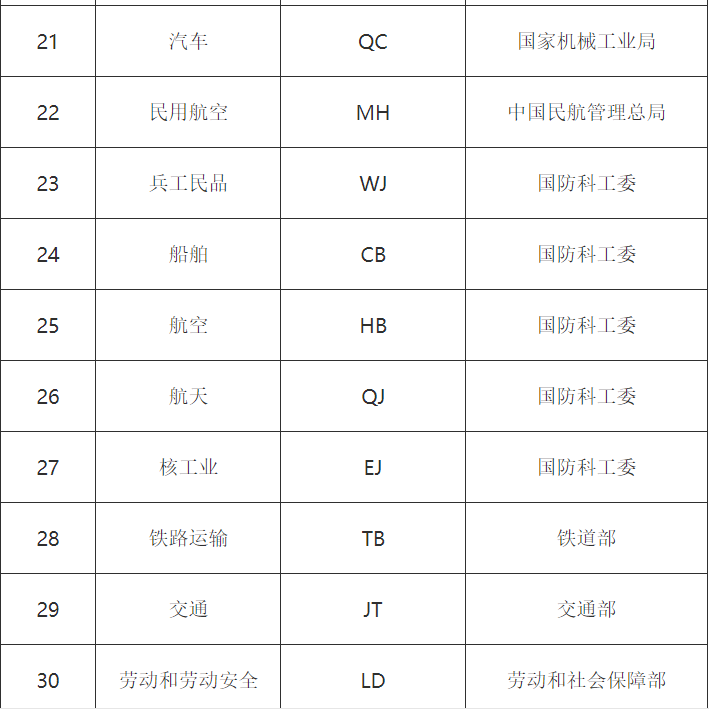 21 汽车 QC 国家机械工业局
22 民用航空 MH 中国民航管理总局
23 兵工民品 WJ 国防科工委
24 船舶 CB 国防科工委
25 航空 HB 国防科工委
26 航天 QJ 国防科工委
27 核工业 EJ 国防科工委
28 铁路运输 TB 铁道部
29 交通 JT 交通部
30 劳动和劳动安全 LD 劳动和社会保障部